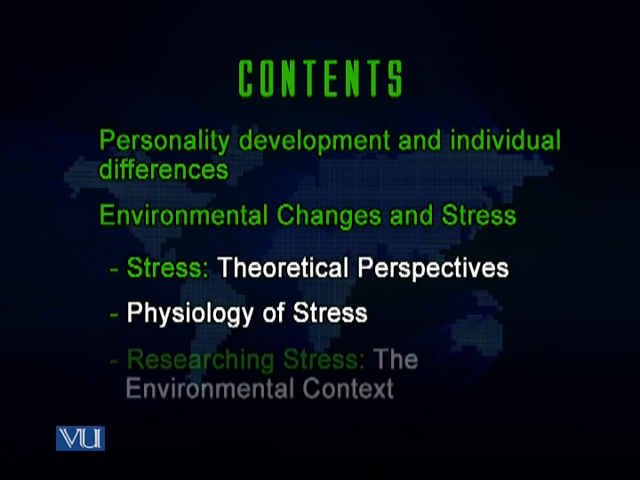 CONTENTS
Personality development and individual
differences
Environmental Changes and Stress
- Stress: Theoretical Perspectives
- Physiology of Stress
- Researching Stress: The
Environmental Context
VU